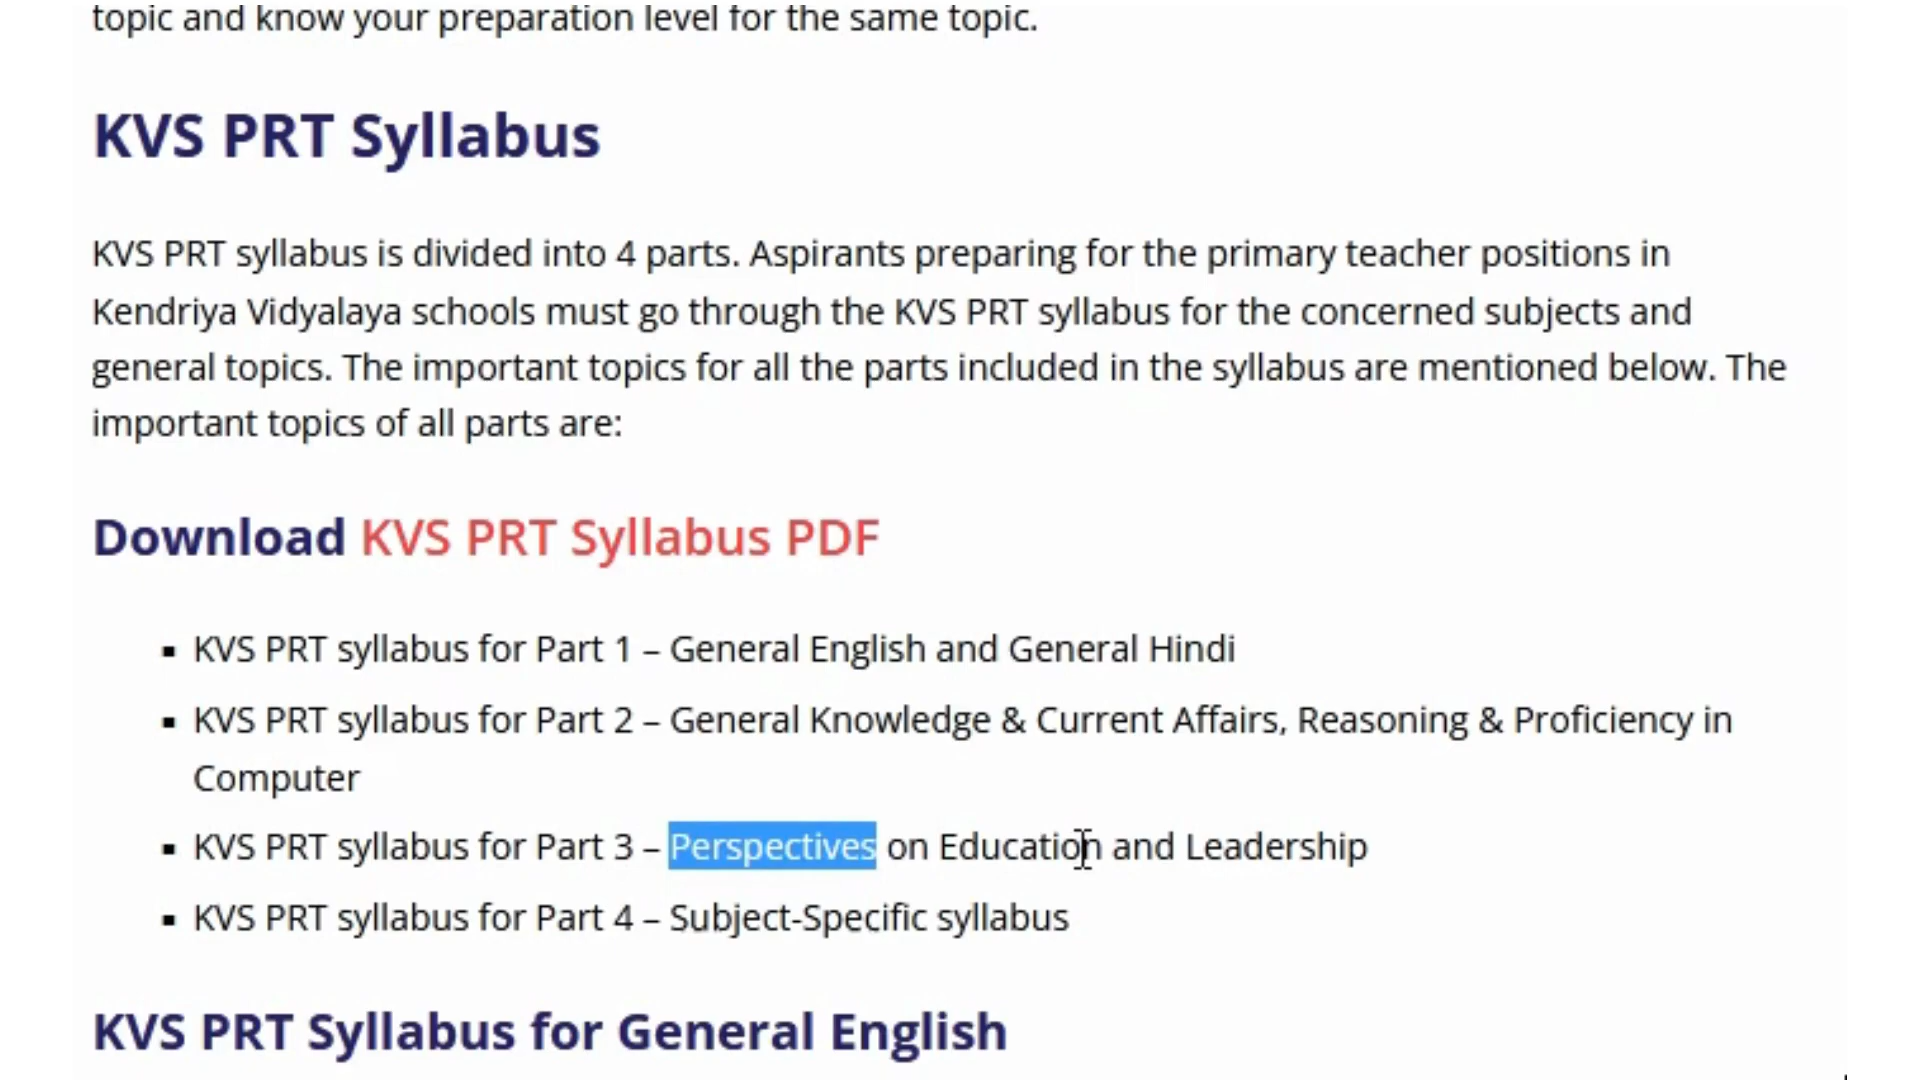 topic and know your preparation level for the same topic.
KVS PRT Syllabus
KVS PRT syllabus is divided into 4 parts. Aspirants preparing for the primary teacher positions in
Kendriya Vidyalaya schools must go through the KVS PRT syllabus for the concerned subjects and
general topics. The important topics for all the parts included in the syllabus are mentioned below. The
important topics of all parts are:
Download KVS PRT Syllabus PDF
▪ KVS PRT syllabus for Part 1 – General English and General Hindi
▪ KVS PRT syllabus for Part 2 – General Knowledge & Current Affairs, Reasoning & Proficiency in
Computer
▪ KVS PRT syllabus for Part 3 – Perspectives on Education and Leadership
▪ KVS PRT syllabus for Part 4 – Subject-Specific syllabus
KVS PRT Syllabus for General English